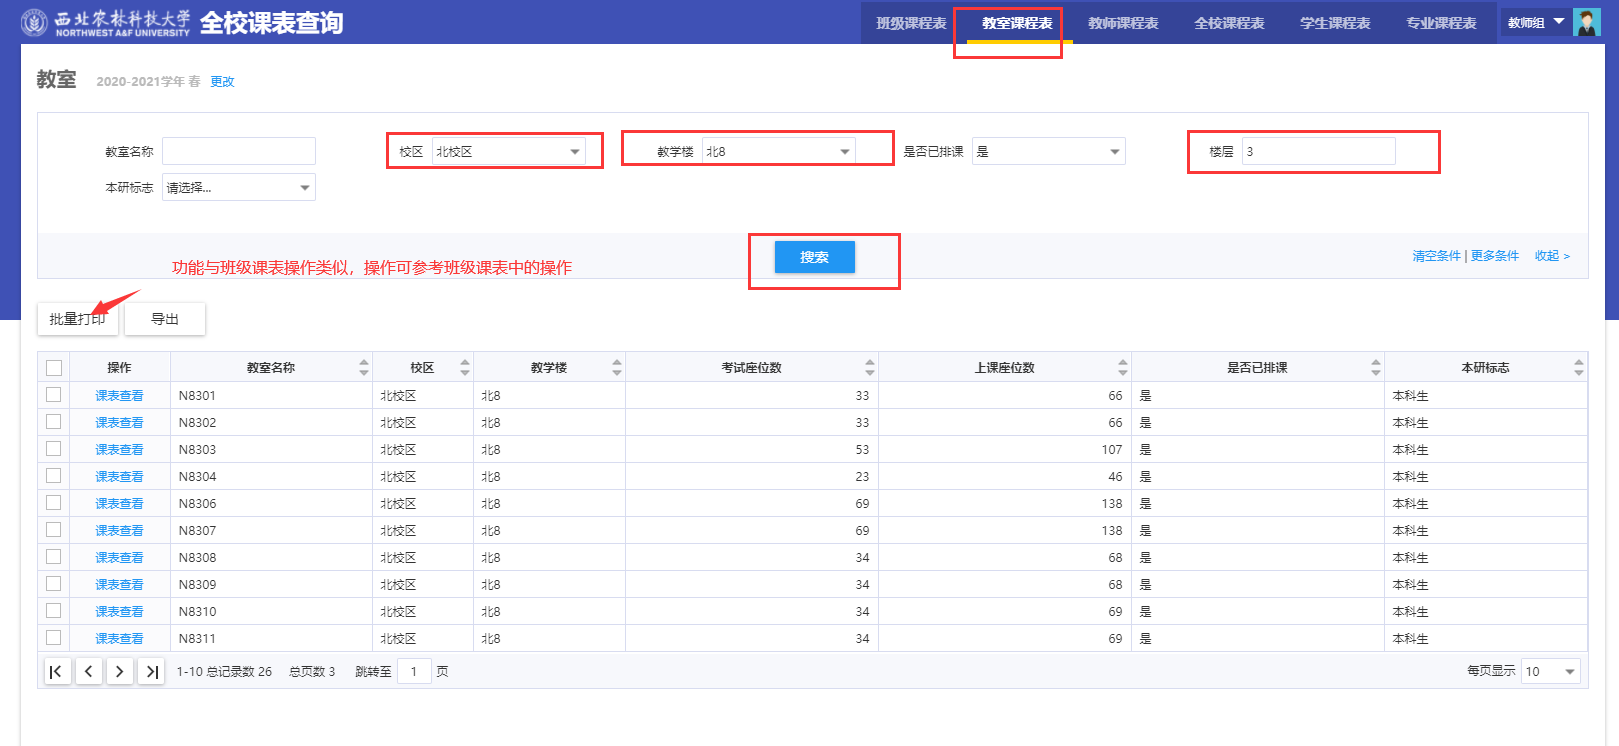 西北农林科技大学 全校课表查询
NORTHWEST A&F UNIVERSITY
班级课程表 教室课程表 教师课程表 全校课程表 学生课程表 专业课程表 教师组
教室 2020-2021学年 春 更改
教室名称 校区 北校区 教学楼 北8 是否已排课 是 楼层 3
本研标志 请选择...
搜索 清空条件 | 更多条件 收起 >
功能与班级课表操作类似，操作可参考班级课表中的操作
批量打印 导出
操作 教室名称 校区 教学楼 考试座位数 上课座位数 是否已排课 本研标志
课表查看 N8301 北校区 北8 33 66 是 本科生
课表查看 N8302 北校区 北8 33 66 是 本科生
课表查看 N8303 北校区 北8 53 107 是 本科生
课表查看 N8304 北校区 北8 23 46 是 本科生
课表查看 N8306 北校区 北8 69 138 是 本科生
课表查看 N8307 北校区 北8 69 138 是 本科生
课表查看 N8308 北校区 北8 34 68 是 本科生
课表查看 N8309 北校区 北8 34 68 是 本科生
课表查看 N8310 北校区 北8 34 69 是 本科生
课表查看 N8311 北校区 北8 34 69 是 本科生
1-10 总记录数 26 总页数 3 跳转至 1 页 每页显示 10